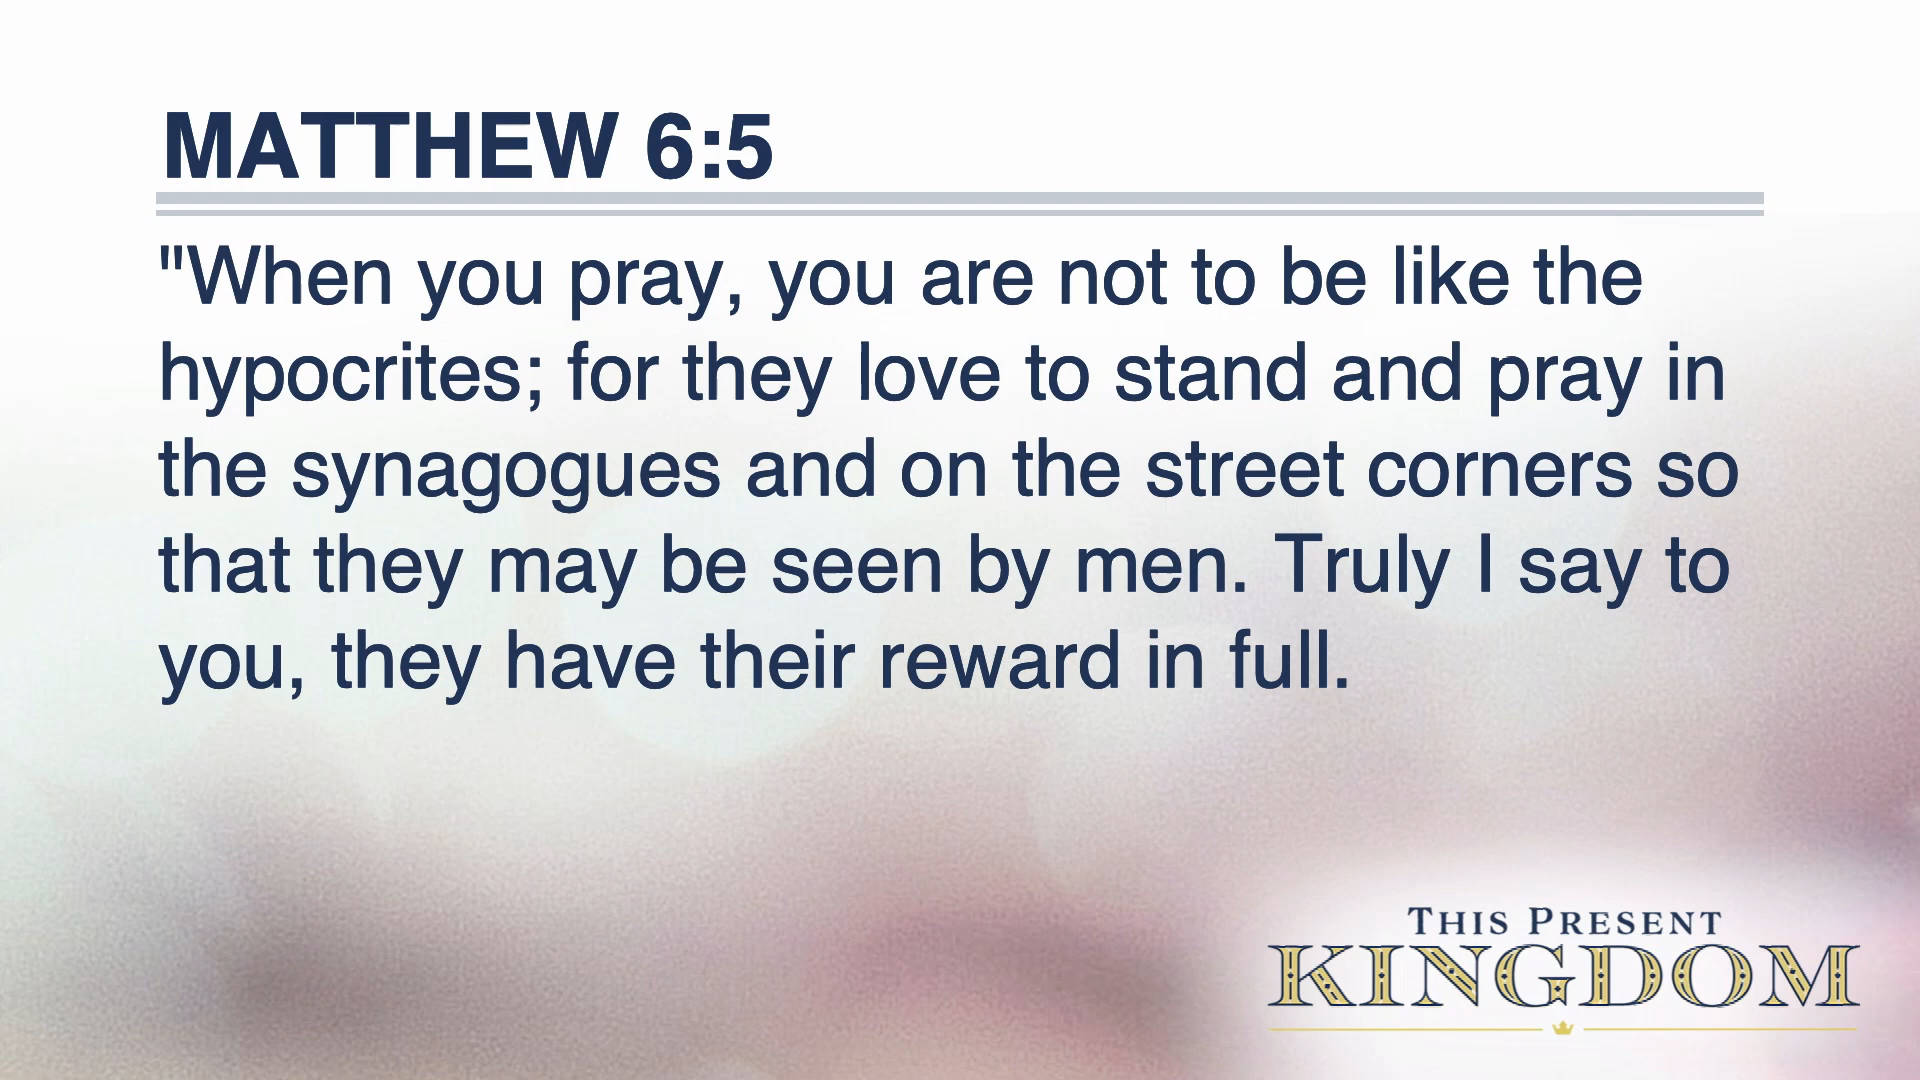 MATTHEW 6:5
"When you pray, you are not to be like the
hypocrites; for they love to stand and pray in
the synagogues and on the street corners so
that they may be seen by men. Truly I say to
you, they have their reward in full.
THIS PRESENT
KINGDOM